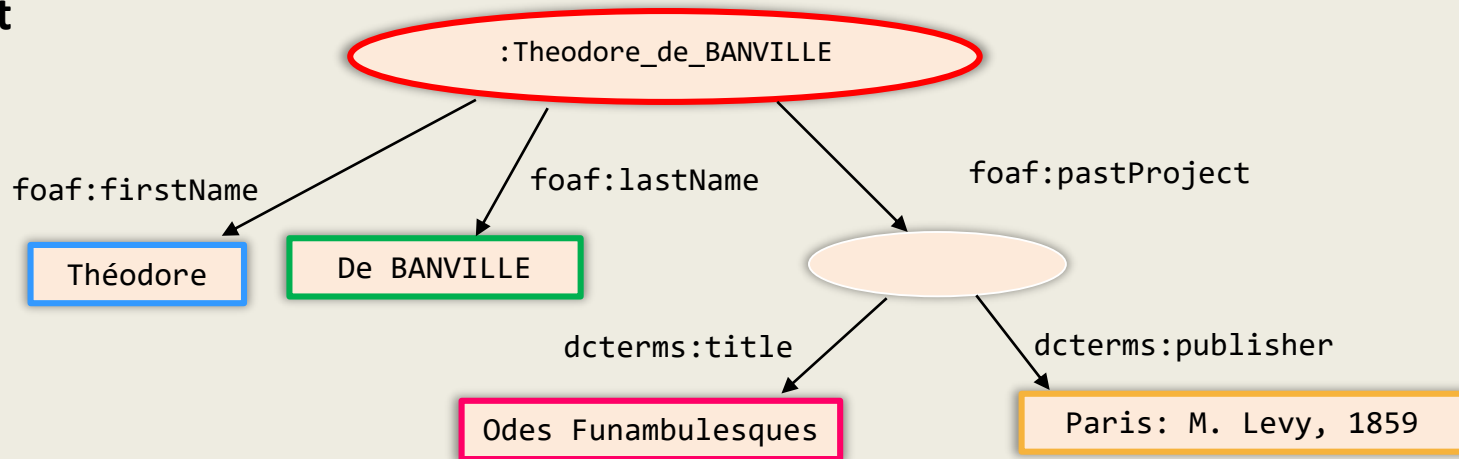 t
:Theodore_de_BANVILLE
foaf:firstName
foaf:lastName
foaf:pastProject
Théodore
De BANVILLE
dcterms:title
dcterms:publisher
Odes Funambulesques
Paris: M. Levy, 1859